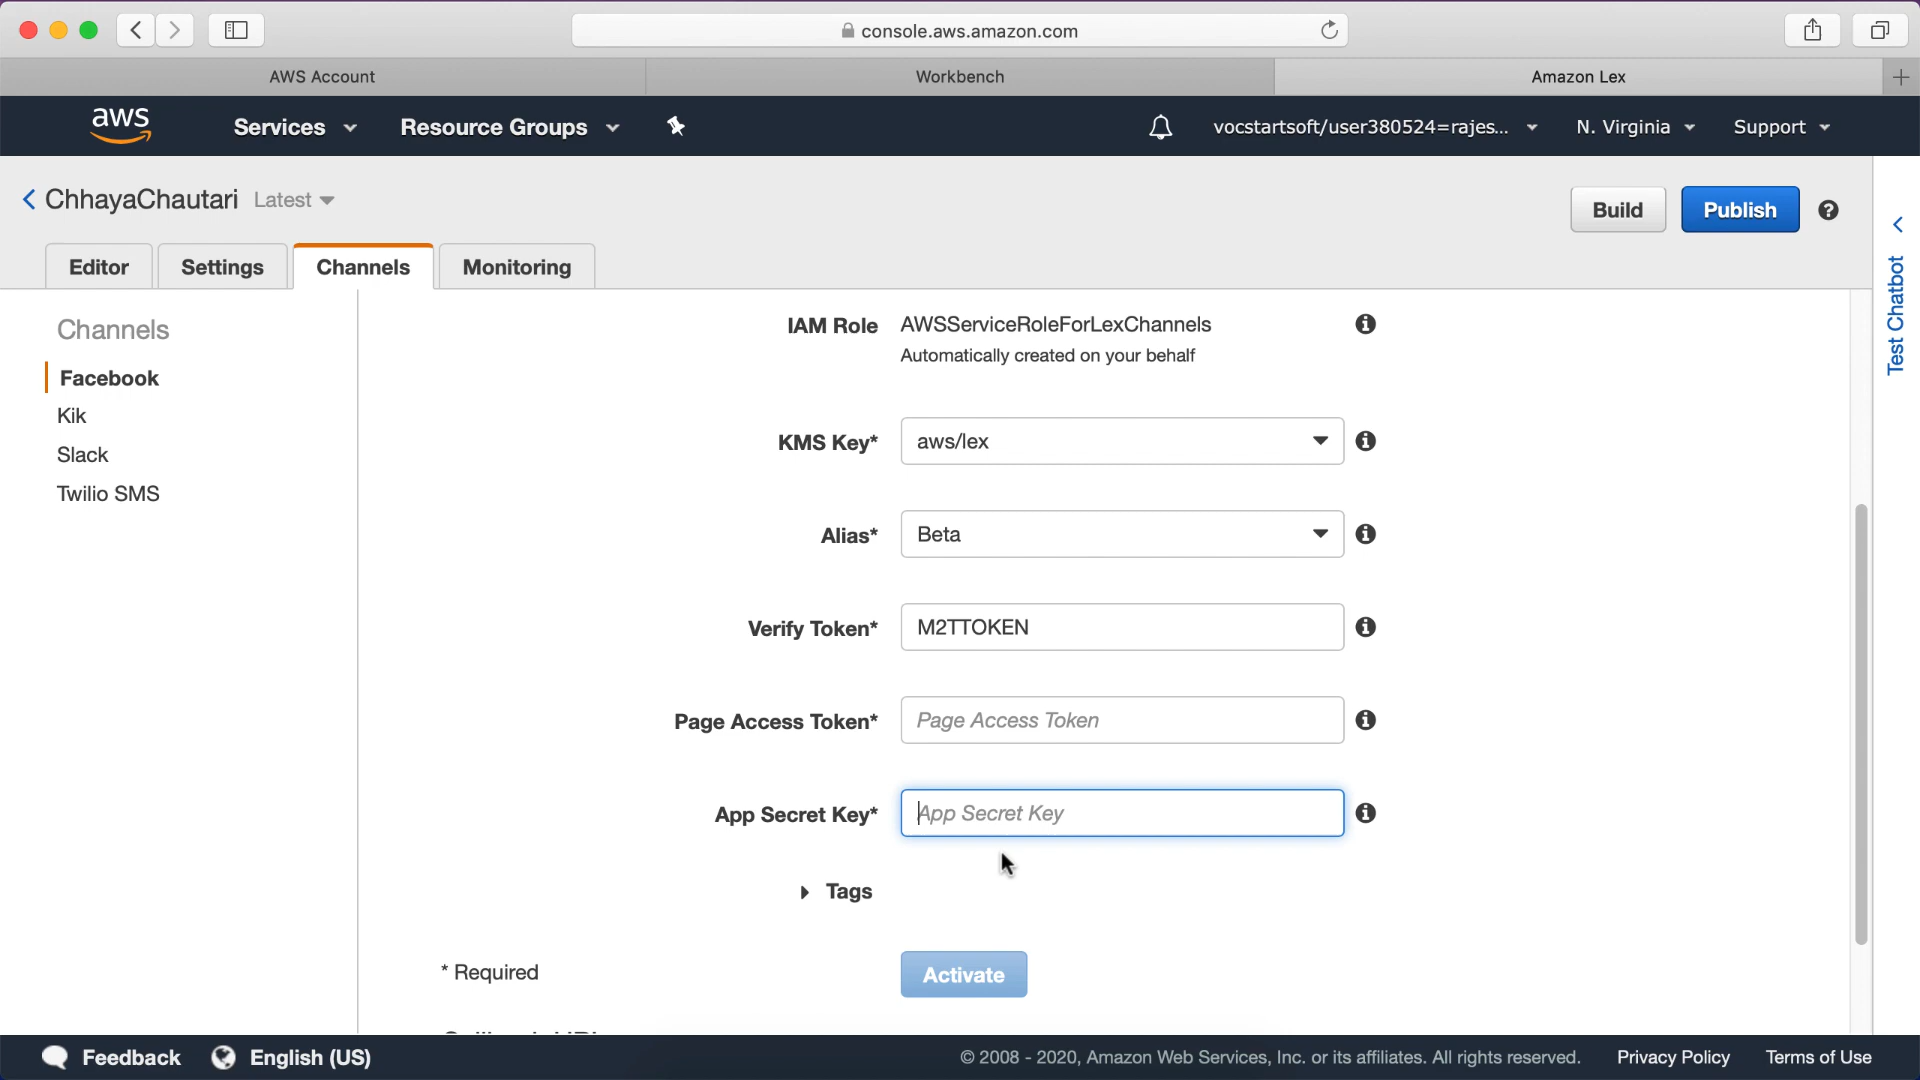 console.aws.amazon.com
AWS Account
Workbench
Amazon Lex
aws
Services
Resource Groups
vocstartsoft/user380524=rajes...
N. Virginia
Support
ChhayaChautari
Latest
Build
Publish
Editor
Settings
Channels
Monitoring
Test Chatbot
Channels
Facebook
Kik
Slack
Twilio SMS
IAM Role
AWSServiceRoleForLexChannels
Automatically created on your behalf
KMS Key*
aws/lex
Alias*
Beta
Verify Token*
M2TTOKEN
Page Access Token*
Page Access Token
App Secret Key*
App Secret Key
Tags
* Required
Activate
Feedback
English (US)
© 2008 - 2020, Amazon Web Services, Inc. or its affiliates. All rights reserved.
Privacy Policy
Terms of Use